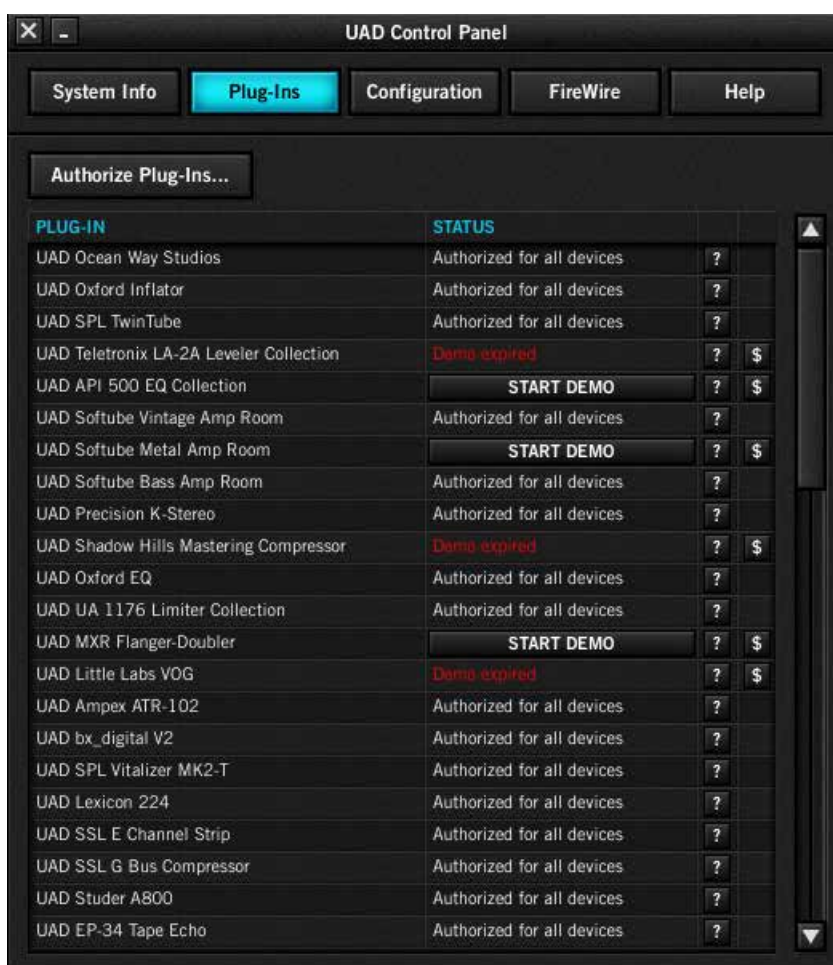 UAD Control Panel
System Info Plug-Ins Configuration FireWire Help
Authorize Plug-Ins...
PLUG-IN STATUS
UAD Ocean Way Studios Authorized for all devices ?
UAD Oxford Inflator Authorized for all devices ?
UAD SPL TwinTube Authorized for all devices ?
UAD Teletronix LA-2A Leveler Collection Demo expired ? $
UAD API 500 EQ Collection START DEMO ? $
UAD Softube Vintage Amp Room Authorized for all devices ?
UAD Softube Metal Amp Room START DEMO ? $
UAD Softube Bass Amp Room Authorized for all devices ?
UAD Precision K-Stereo Authorized for all devices ?
UAD Shadow Hills Mastering Compressor Demo expired ? $
UAD Oxford EQ Authorized for all devices ?
UAD UA 1176 Limiter Collection Authorized for all devices ?
UAD MXR Flanger-Doubler START DEMO ? $
UAD Little Labs VOG Demo expired ? $
UAD Ampex ATR-102 Authorized for all devices ?
UAD bx_digital V2 Authorized for all devices ?
UAD SPL Vitalizer MK2-T Authorized for all devices ?
UAD Lexicon 224 Authorized for all devices ?
UAD SSL E Channel Strip Authorized for all devices ?
UAD SSL G Bus Compressor Authorized for all devices ?
UAD Studer A800 Authorized for all devices ?
UAD EP-34 Tape Echo Authorized for all devices ?